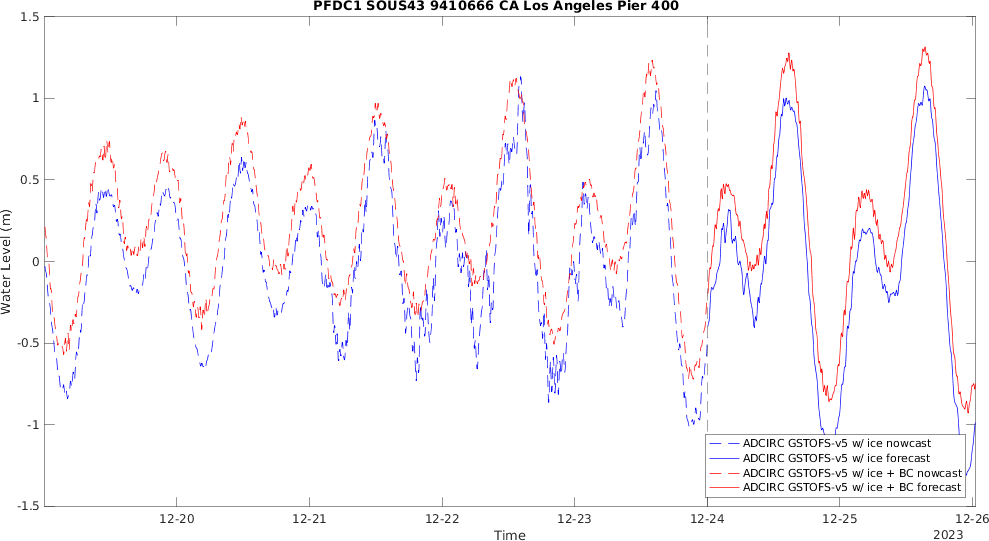 PFDC1 SOUS43 9410666 CA Los Angeles Pier 400
1.5
1
0.5
0
-0.5
-1
-1.5
Water Level (m)
12-20
12-21
12-22
12-23
12-24
12-25
12-26
Time
2023
ADCIRC GSTOFS-v5 w/ ice nowcast
ADCIRC GSTOFS-v5 w/ ice forecast
ADCIRC GSTOFS-v5 w/ ice + BC nowcast
ADCIRC GSTOFS-v5 w/ ice + BC forecast